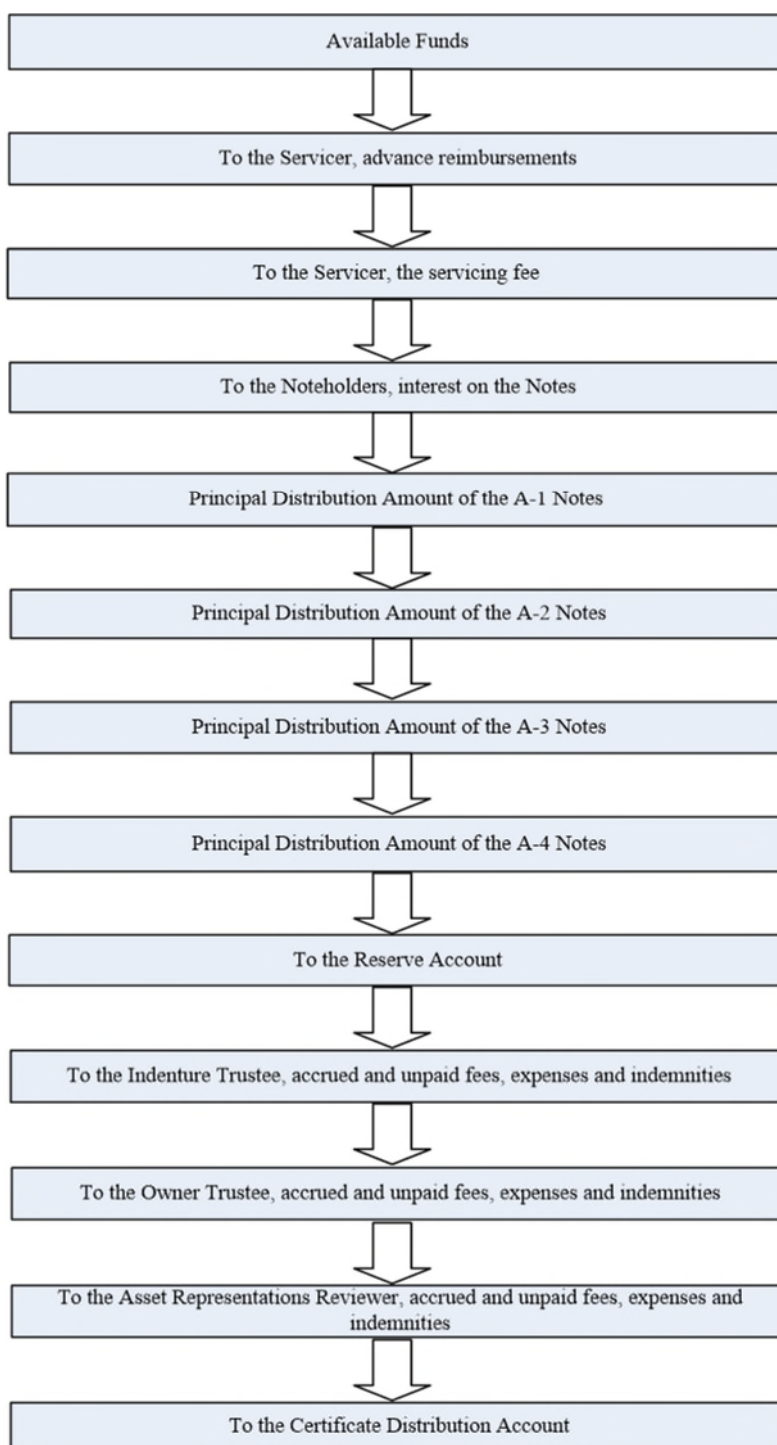 Available Funds
To the Servicer, advance reimbursements
To the Servicer, the servicing fee
To the Noteholders, interest on the Notes
Principal Distribution Amount of the A-1 Notes
Principal Distribution Amount of the A-2 Notes
Principal Distribution Amount of the A-3 Notes
Principal Distribution Amount of the A-4 Notes
To the Reserve Account
To the Indenture Trustee, accrued and unpaid fees, expenses and indemnities
To the Owner Trustee, accrued and unpaid fees, expenses and indemnities
To the Asset Representations Reviewer, accrued and unpaid fees, expenses and
indemnities
To the Certificate Distribution Account